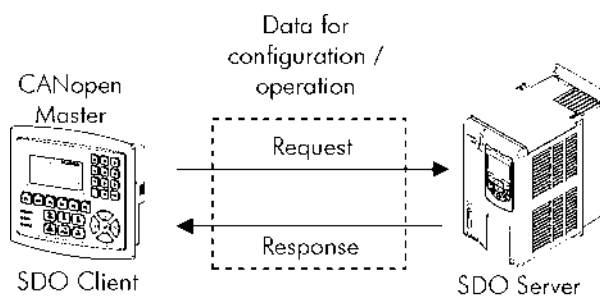 Data for
configuration /
operation
CANopen
Master
Request
Response
SDO Client
SDO Server